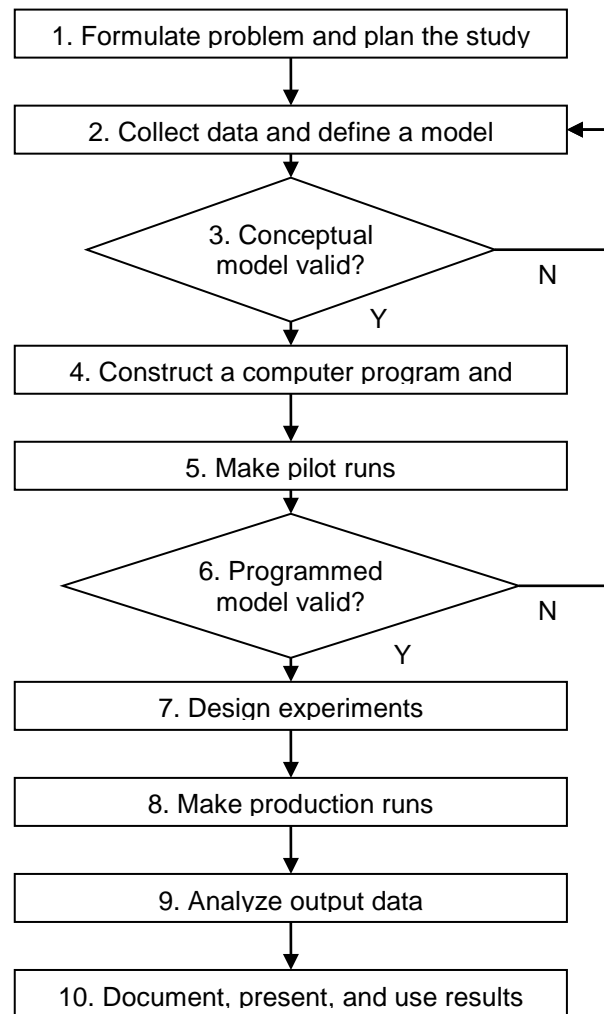 1. Formulate problem and plan the study
2. Collect data and define a model
3. Conceptual
model valid?
N
Y
4. Construct a computer program and
5. Make pilot runs
6. Programmed
model valid?
N
Y
7. Design experiments
8. Make production runs
9. Analyze output data
10. Document, present, and use results